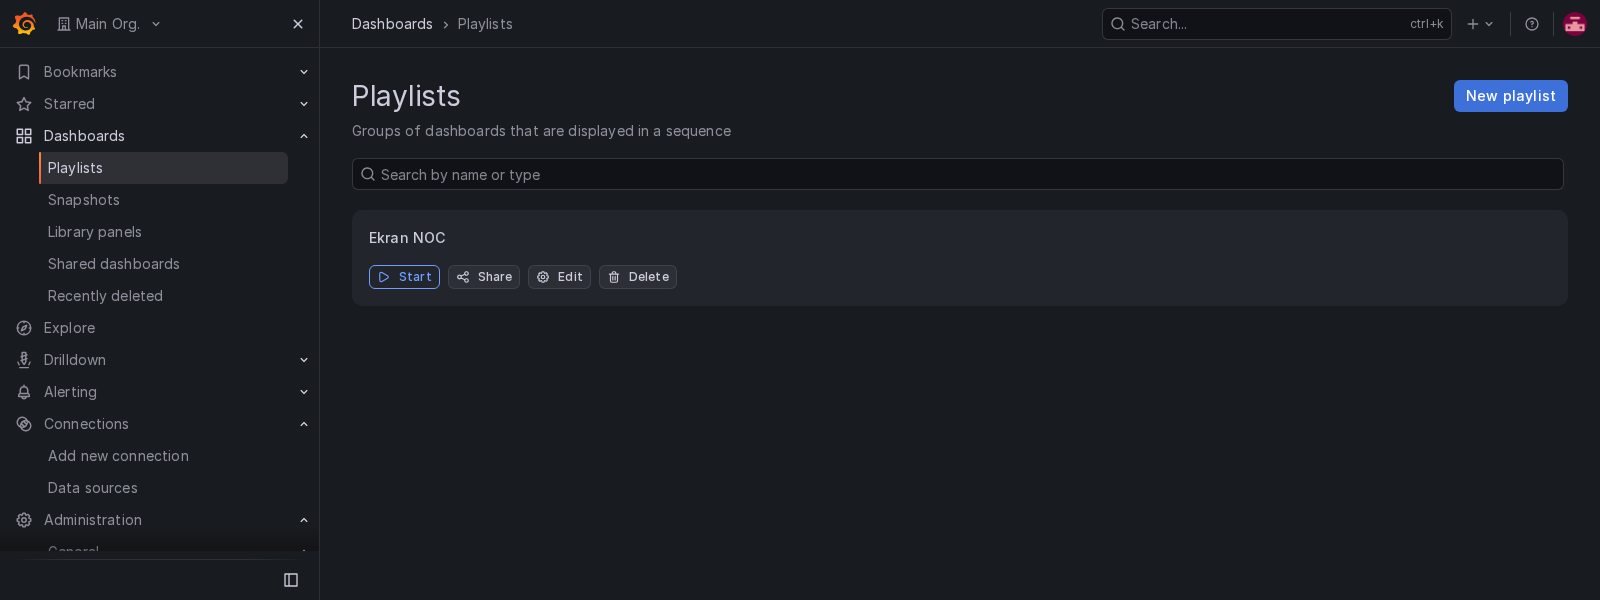 Main Org.
Dashboards > Playlists
Search...
ctrl+k
Bookmarks
Starred
Dashboards
Playlists
Snapshots
Library panels
Shared dashboards
Recently deleted
Explore
Drilldown
Alerting
Connections
Add new connection
Data sources
Administration
General
Playlists
New playlist
Groups of dashboards that are displayed in a sequence
Search by name or type
Ekran NOC
Start
Share
Edit
Delete